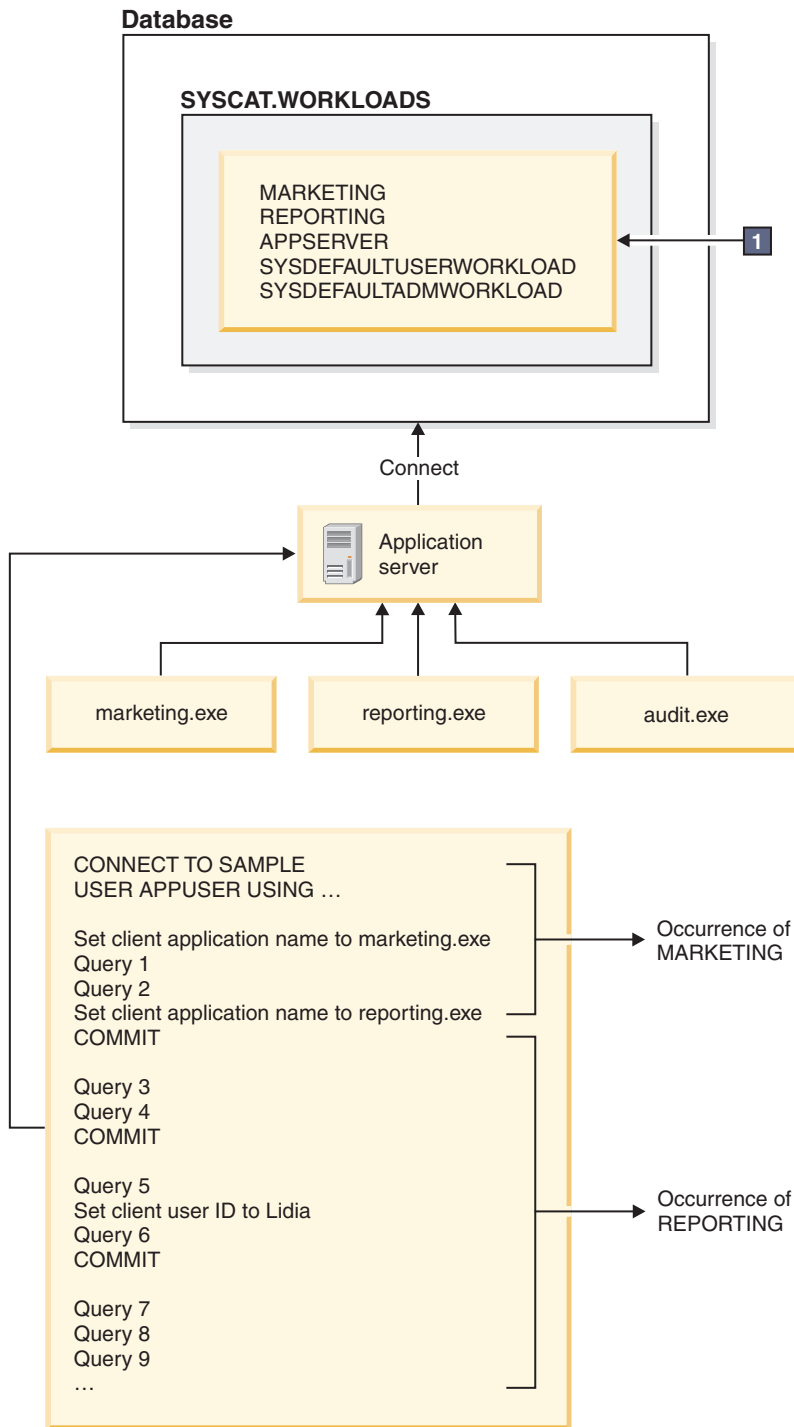 Database
SYSCAT.WORKLOADS
MARKETING
REPORTING
APPSERVER
SYSDEFAULTUSERWORKLOAD
SYSDEFAULTADMWORKLOAD
1
Connect
Application
server
marketing.exe
reporting.exe
audit.exe
CONNECT TO SAMPLE
USER APPUSER USING …
Set client application name to marketing.exe
Query 1
Query 2
Set client application name to reporting.exe
COMMIT
Query 3
Query 4
COMMIT
Query 5
Set client user ID to Lidia
Query 6
COMMIT
Query 7
Query 8
Query 9
…
Occurrence of
MARKETING
Occurrence of
REPORTING